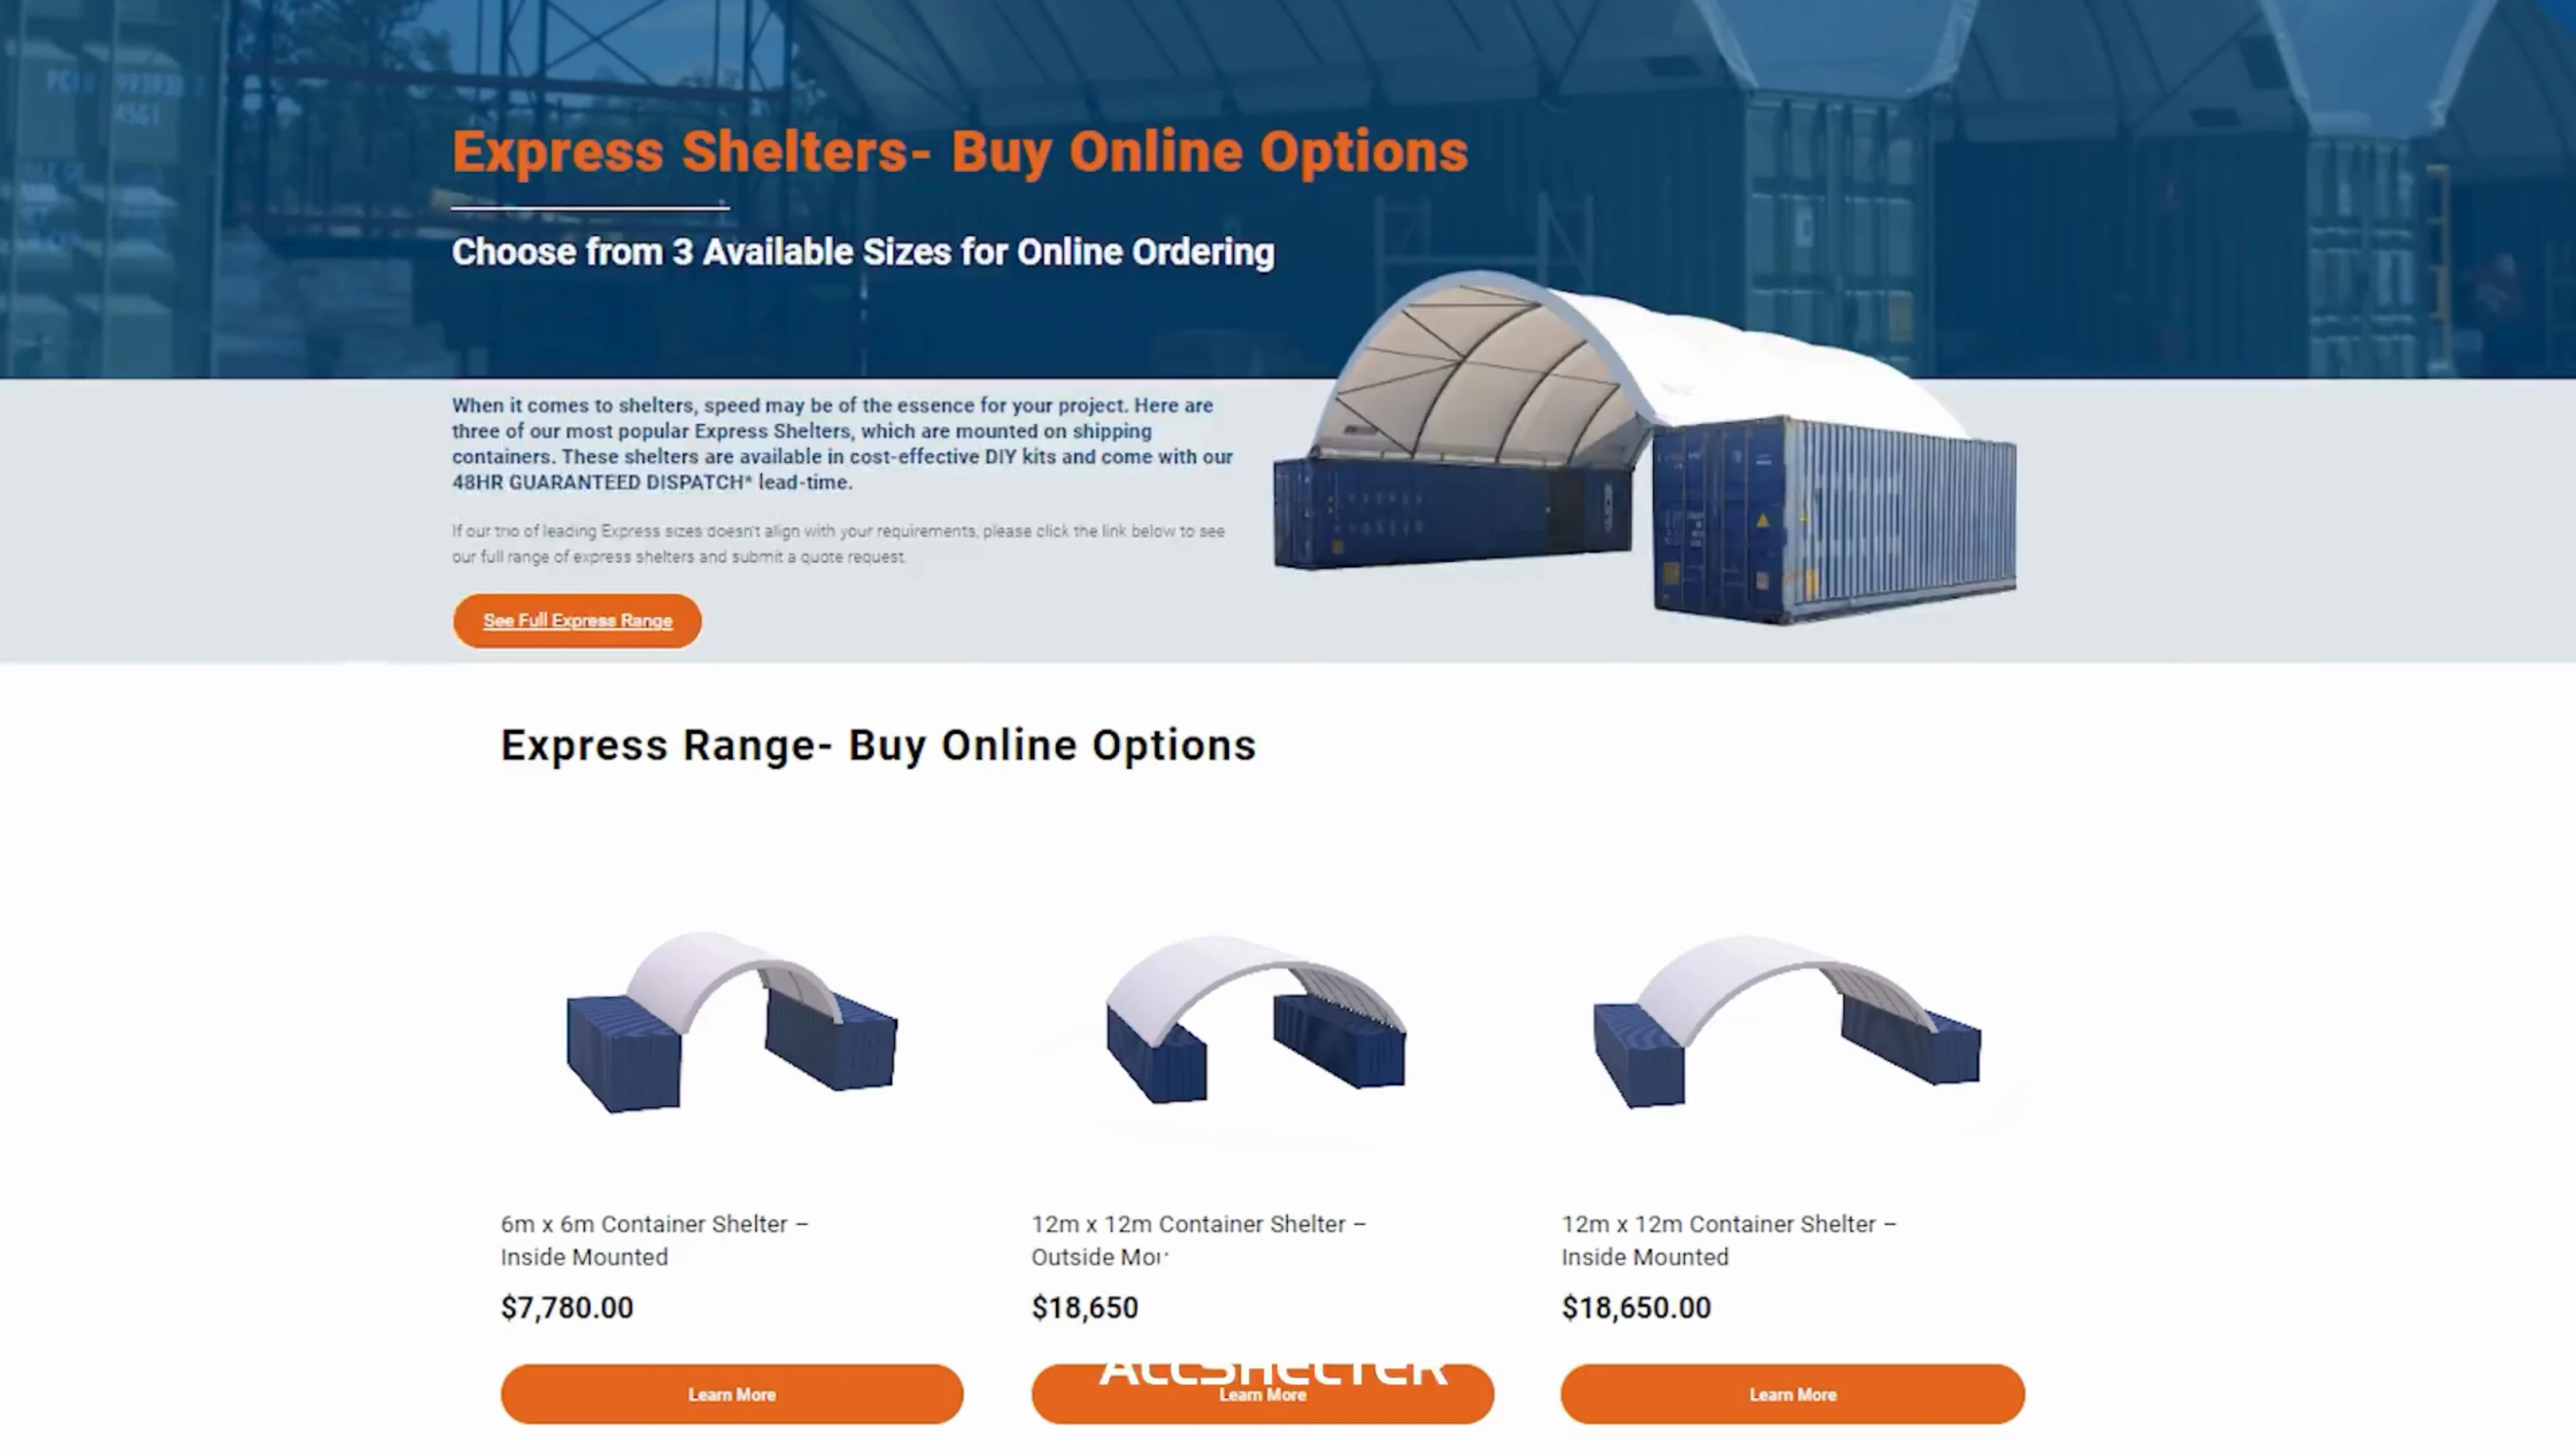 Express Shelters- Buy Online Options
Choose from 3 Available Sizes for Online Ordering
When it comes to shelters, speed may be of the essence for your project. Here are
three of our most popular Express Shelters, which are mounted on shipping
containers. These shelters are available in cost-effective DIY kits and come with our
48HR GUARANTEED DISPATCH* lead-time.
If our trio of leading Express sizes doesn't align with your requirements, please click the link below to see
our full range of express shelters and submit a quote request.
See Full Express Range
Express Range- Buy Online Options
6m x 6m Container Shelter –
Inside Mounted
$7,780.00
Learn More
12m x 12m Container Shelter –
Outside
$18,650
ALLSHELTER
Learn More
12m x 12m Container Shelter –
Inside Mounted
$18,650.00
Learn More